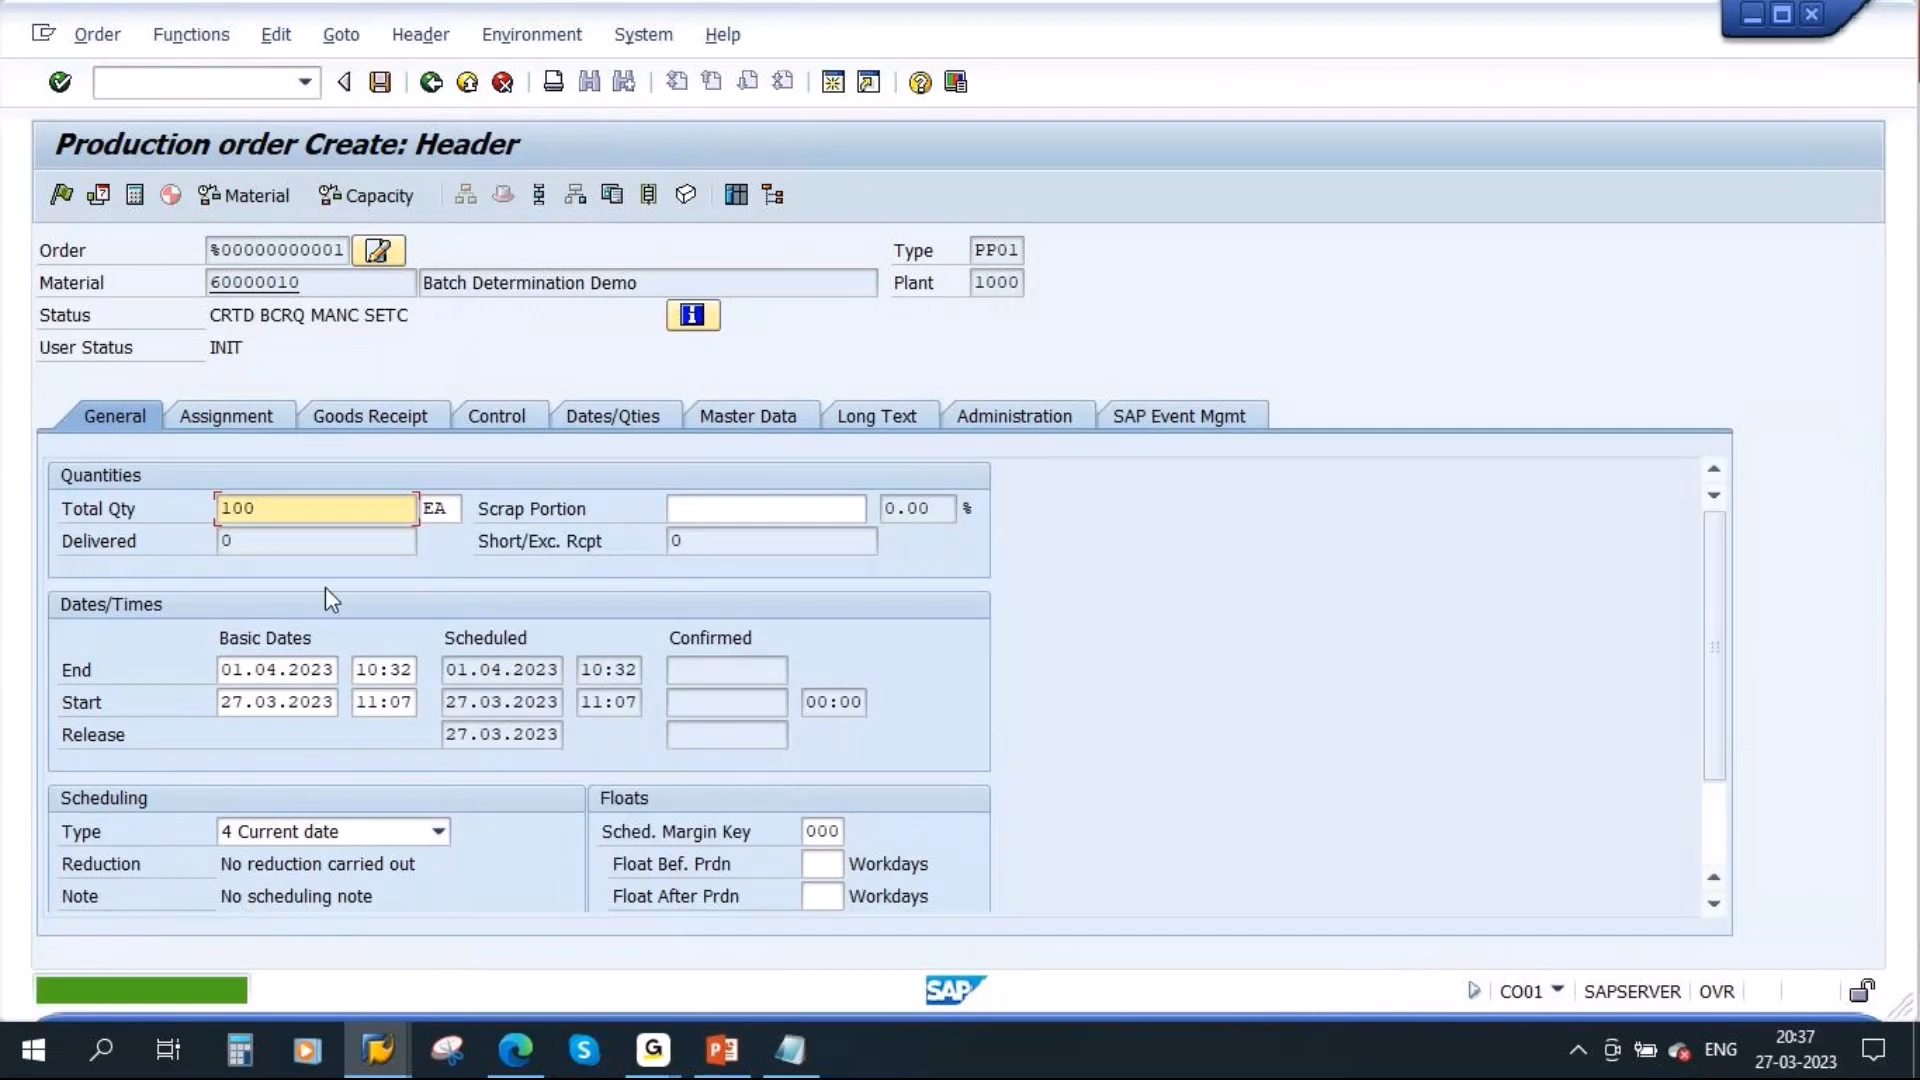 Order Functions Edit Goto Header Environment System Help
Production order Create: Header
Material Capacity
Order %00000000001 Type PP01
Material 60000010 Batch Determination Demo Plant 1000
Status CRTD BCRQ MANC SETC
User Status INIT
General Assignment Goods Receipt Control Dates/Qties Master Data Long Text Administration SAP Event Mgmt
Quantities
Total Qty 100 EA Scrap Portion 0.00 %
Delivered 0 Short/Exc. Rcpt 0
Dates/Times
Basic Dates Scheduled Confirmed
End 01.04.2023 10:32 01.04.2023 10:32
Start 27.03.2023 11:07 27.03.2023 11:07 00:00
Release 27.03.2023
Scheduling Floats
Type 4 Current date Sched. Margin Key 000
Reduction No reduction carried out Float Bef. Prdn Workdays
Note No scheduling note Float After Prdn Workdays
SAP CO01 SAPSERVER OVR
ENG 20:37
27-03-2023